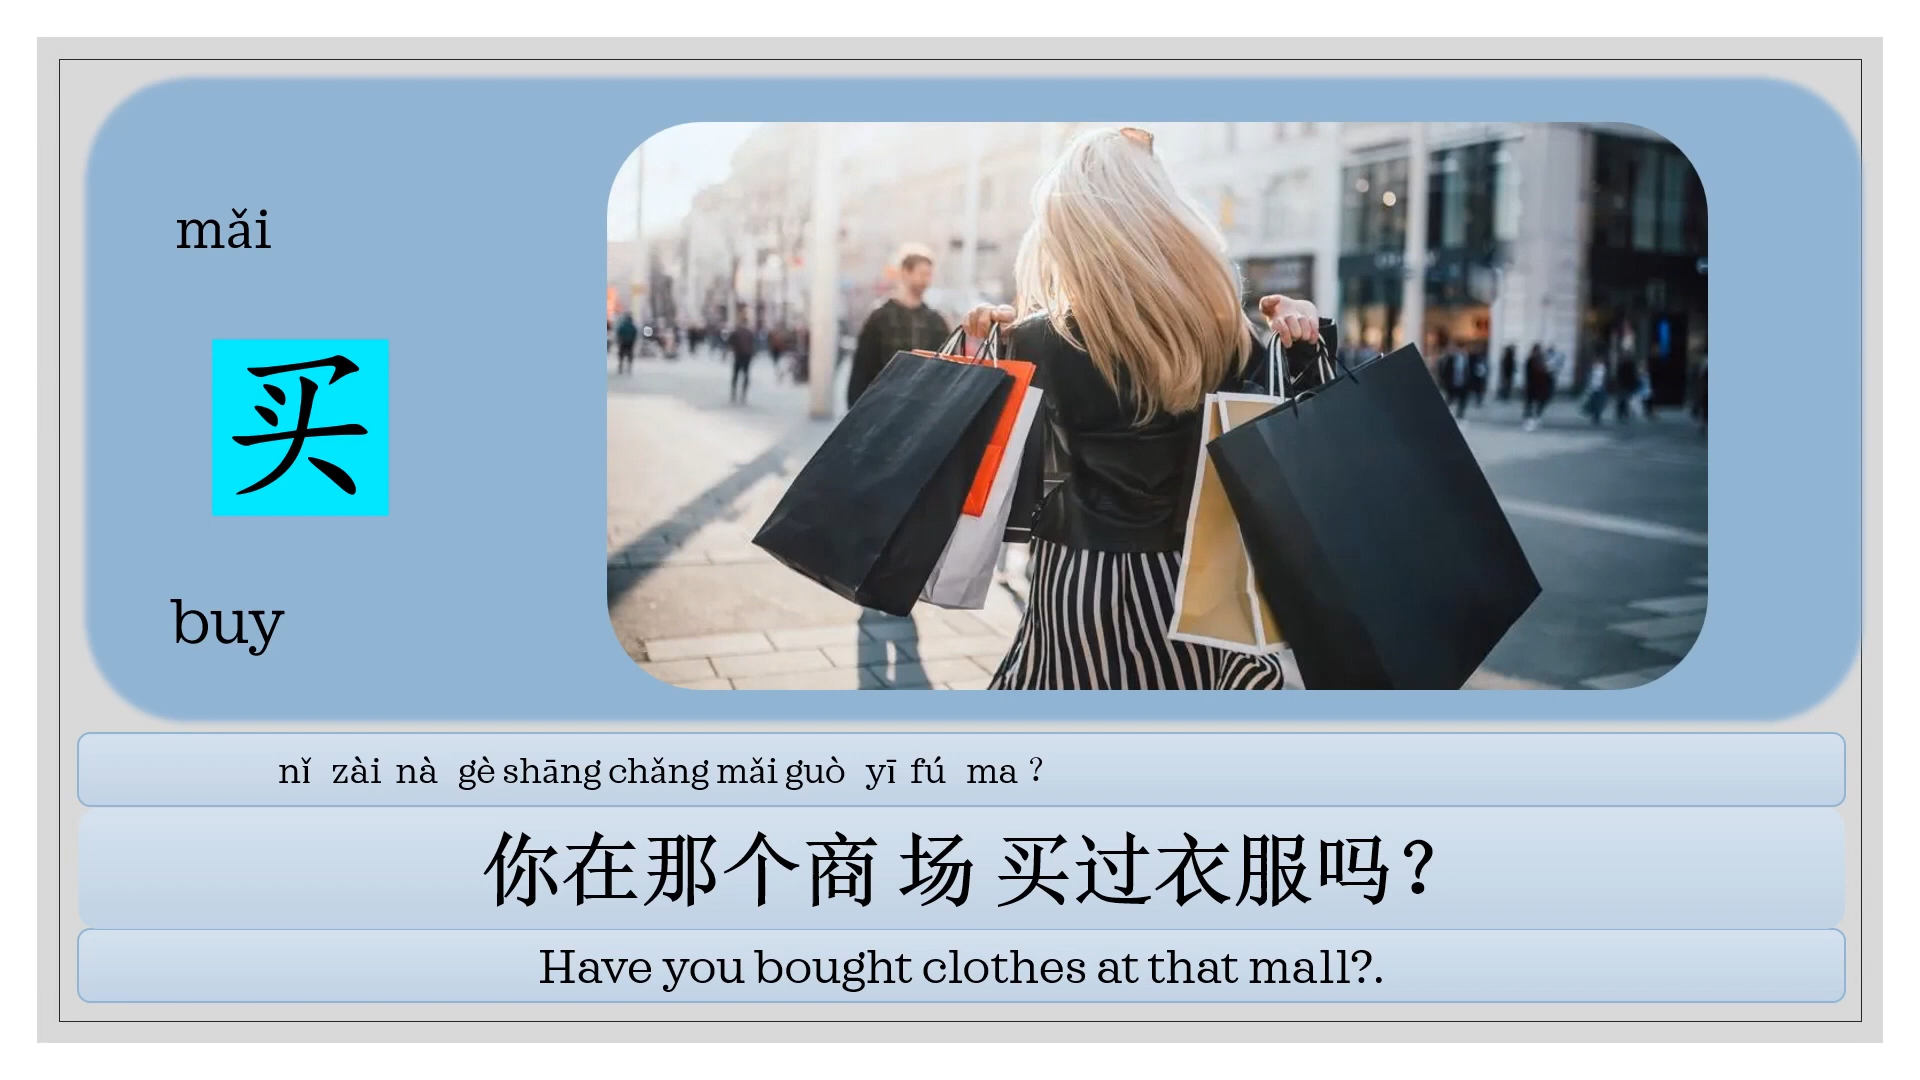 mǎi
买
buy
nǐ zài nà gè shāng chǎng mǎi guò yī fú ma ?
你在那个商 场 买过衣服吗?
Have you bought clothes at that mall?.